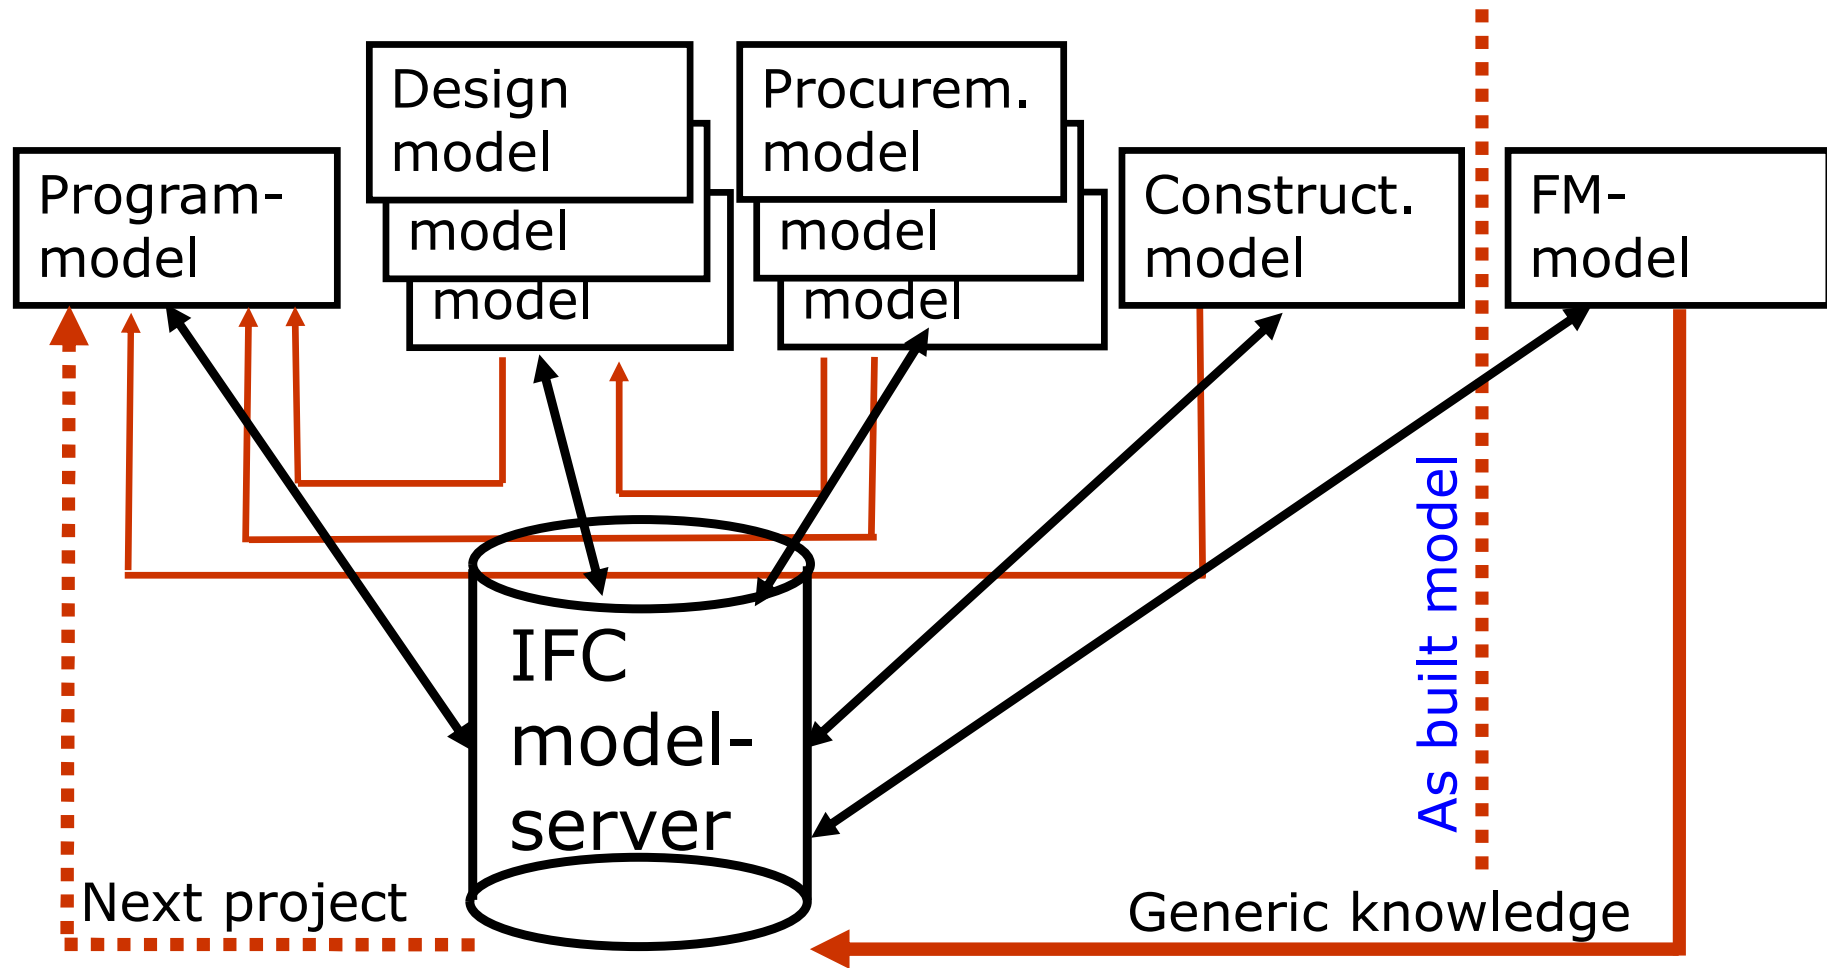 Design
model
model
model
Procurem.
model
model
model
Program-
model
Construct.
model
FM-
model
IFC
model-
server
As built model
Next project
Generic knowledge